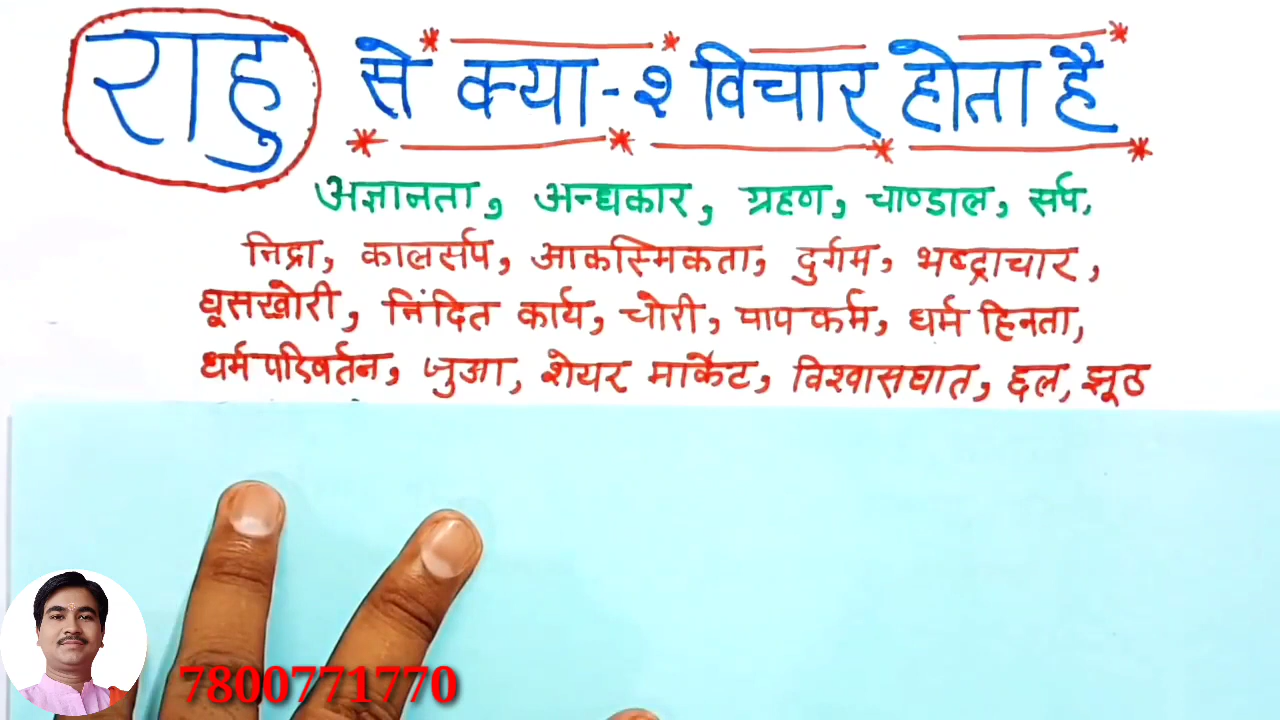 राहु से क्या-२ विचार होता है
अज्ञानता, अन्धकार, ग्रहण, चाण्डाल, सर्प,
निद्रा, कालसर्प, आकस्मिकता, दुर्गम, भ्रष्ट्राचार,
घूसखोरी, निंदित कार्य, चोरी, पाप कर्म, धर्म हिनता,
धर्म परिवर्तन, जुआ, शेयर मार्केट, विश्वासघात, छल, झूठ
7800771770